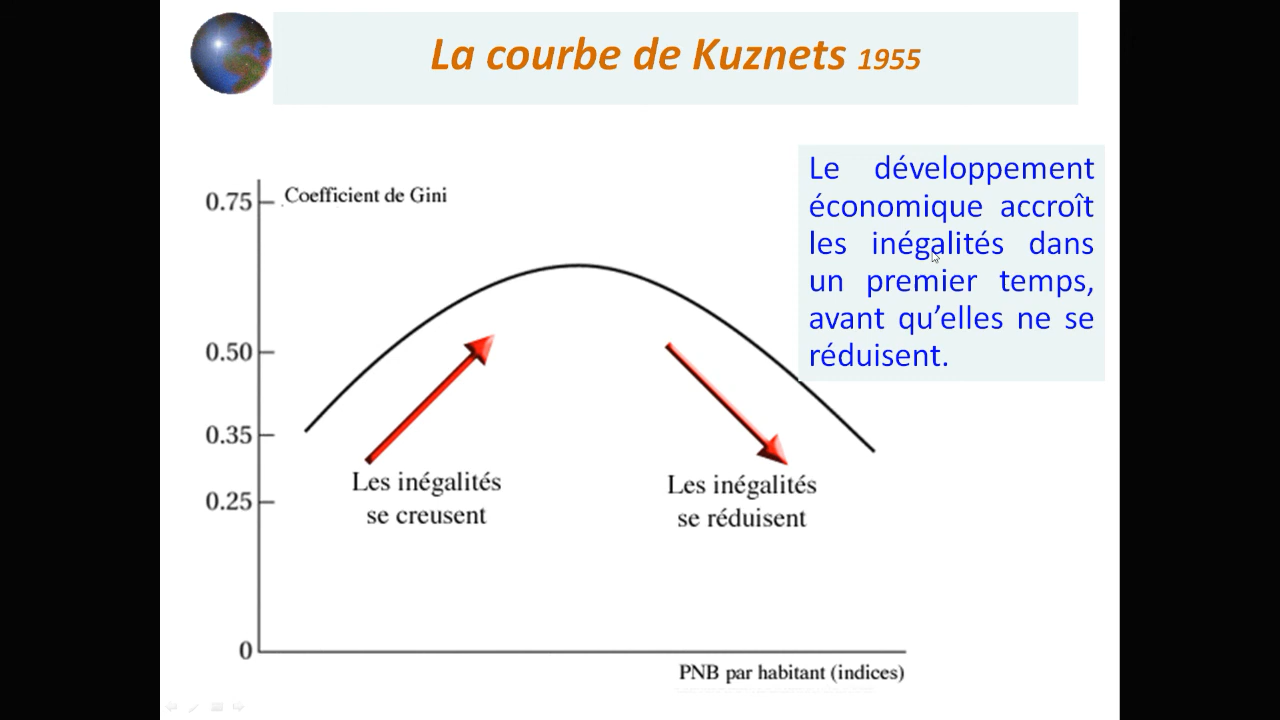 La courbe de Kuznets 1955
Le développement
économique accroît
les inégalités dans
un premier temps,
avant qu’elles ne se
réduisent.
0.75
Coefficient de Gini
0.50
0.35
0.25
0
Les inégalités
se creusent
Les inégalités
se réduisent
PNB par habitant (indices)